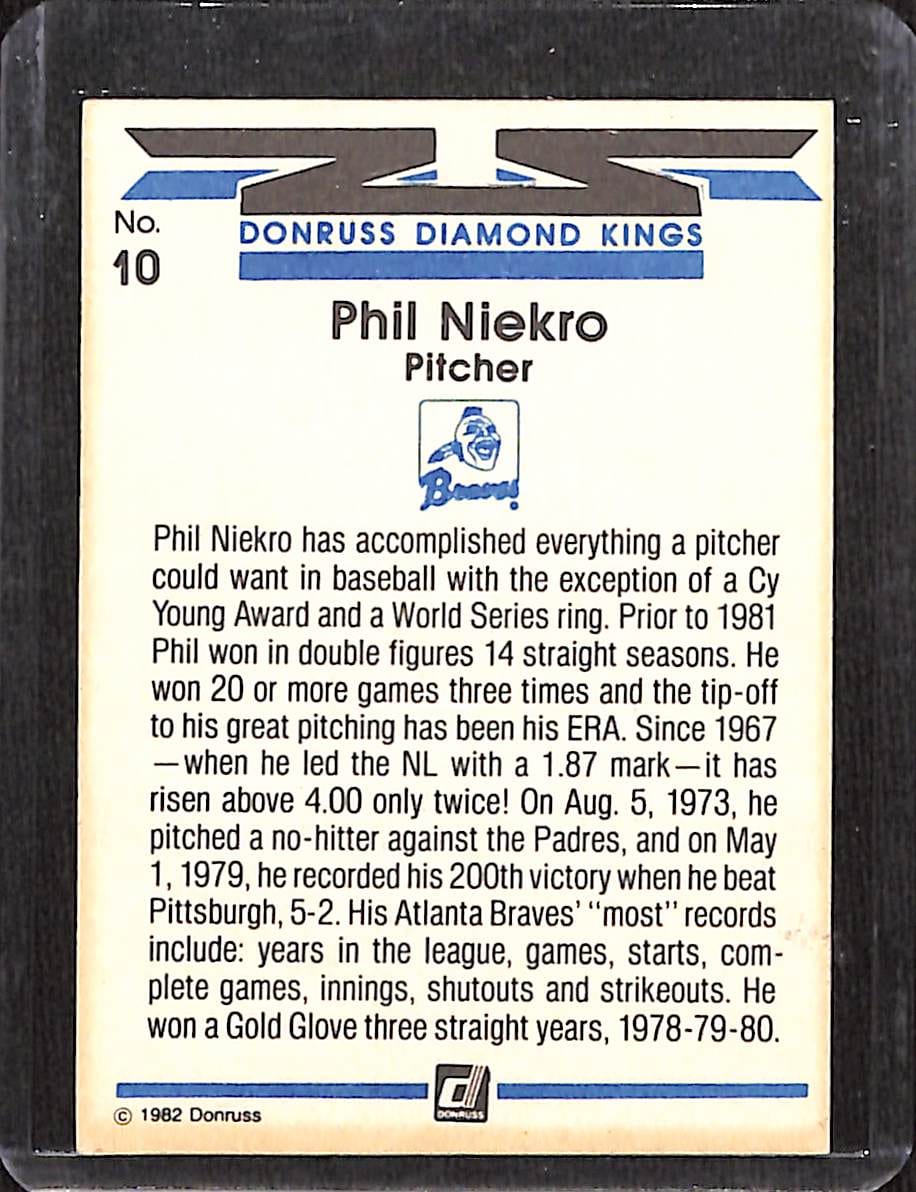 No.
10
DONRUSS DIAMOND KINGS
Phil Niekro
Pitcher
Braves
Phil Niekro has accomplished everything a pitcher
could want in baseball with the exception of a Cy
Young Award and a World Series ring. Prior to 1981
Phil won in double figures 14 straight seasons. He
won 20 or more games three times and the tip-off
to his great pitching has been his ERA. Since 1967
—when he led the NL with a 1.87 mark—it has
risen above 4.00 only twice! On Aug. 5, 1973, he
pitched a no-hitter against the Padres, and on May
1, 1979, he recorded his 200th victory when he beat
Pittsburgh, 5-2. His Atlanta Braves' “most” records
include: years in the league, games, starts, com-
plete games, innings, shutouts and strikeouts. He
won a Gold Glove three straight years, 1978-79-80.
DONRUSS
© 1982 Donruss